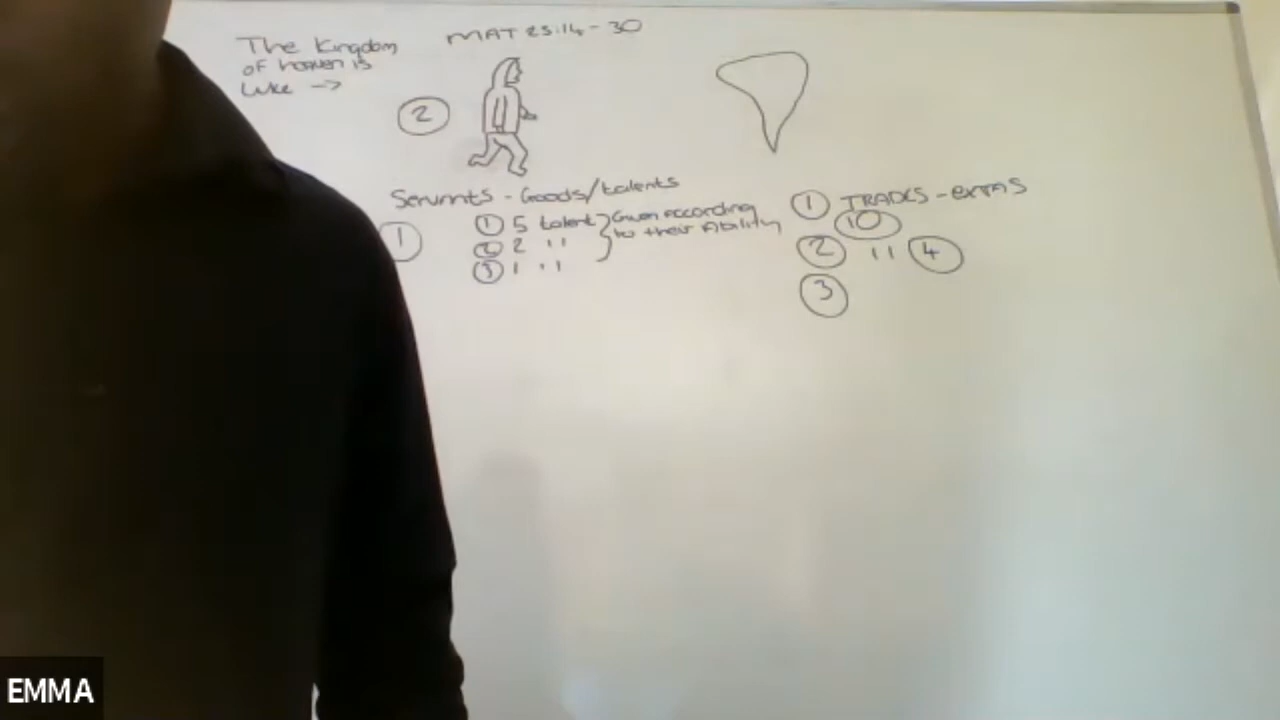 The Kingdom
of heaven is
like ->
MAT 25:14-30
2
Servants - Goods/talents
1
1 5 talent } Given according
2 2 '' to their Ability
3 1 ''
1 TRADES - extras
10
2 '' 4
3
EMMA